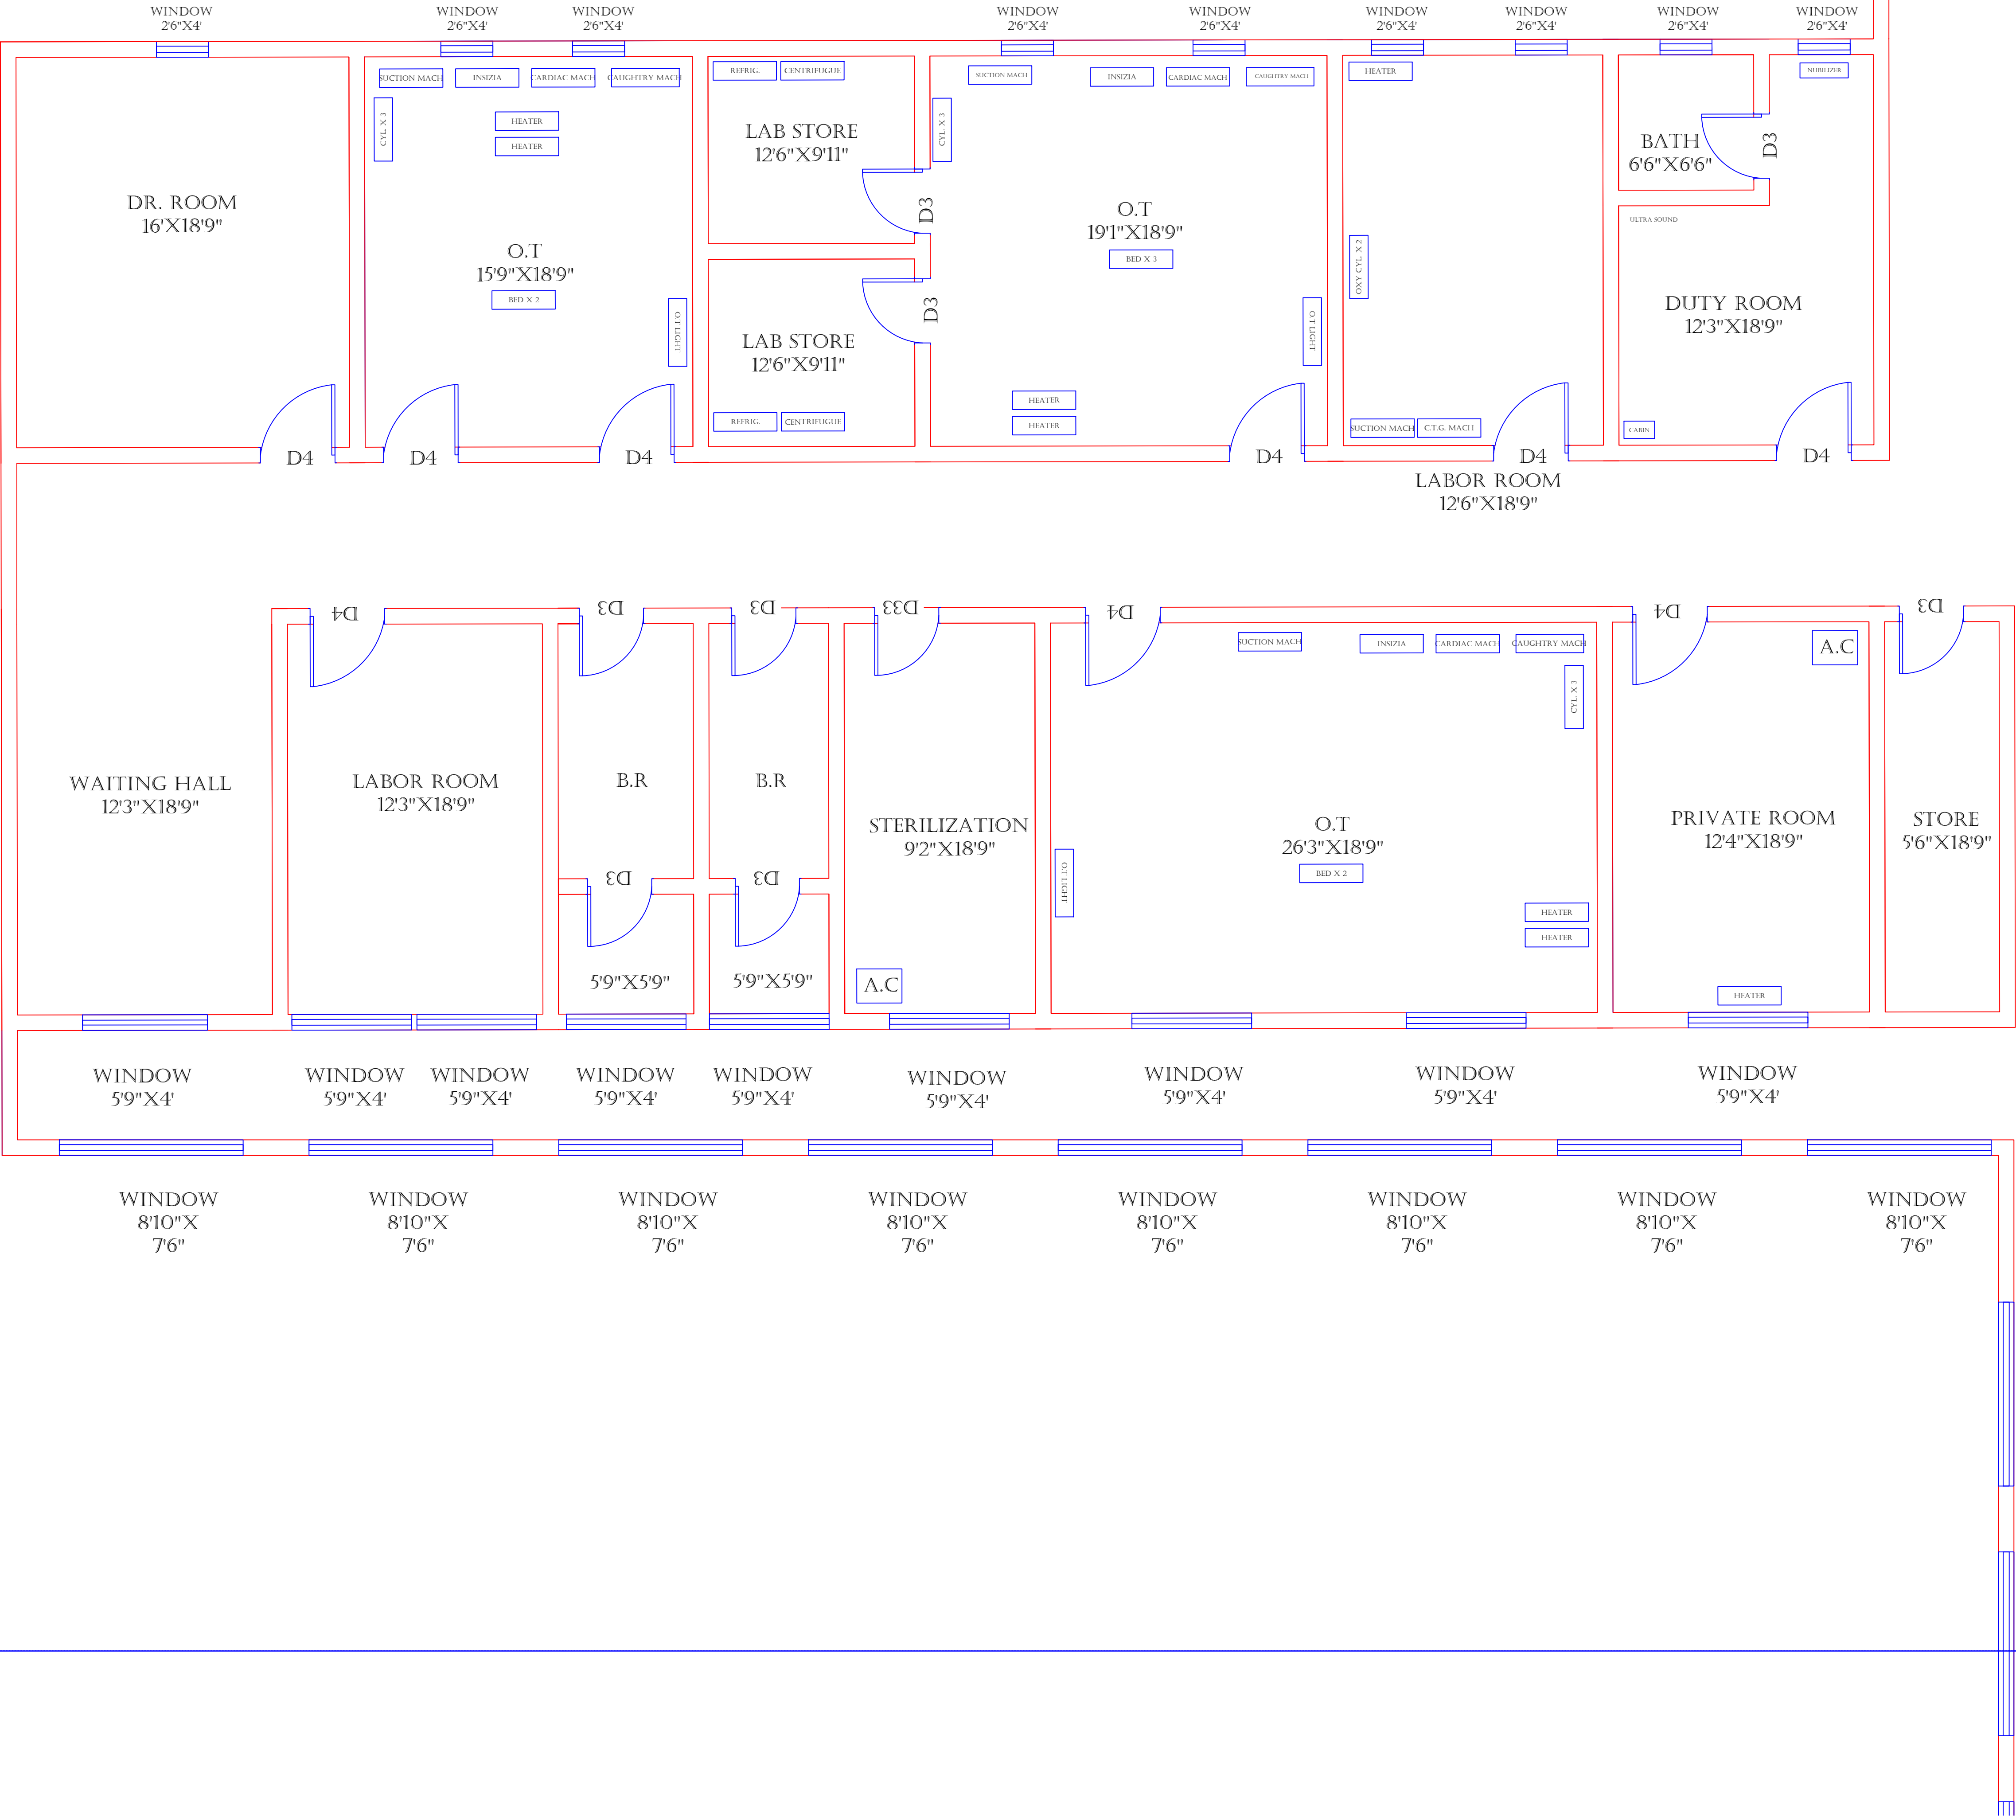 WINDOW
2'6"X4'
WINDOW
2'6"X4'
WINDOW
2'6"X4'
WINDOW
2'6"X4'
WINDOW
2'6"X4'
WINDOW
2'6"X4'
WINDOW
2'6"X4'
WINDOW
2'6"X4'
WINDOW
2'6"X4'
DR. ROOM
16'X18'9"
D4
SUCTION MACH
INSIZIA
CARDIAC MACH
CAUGHTRY MACH
CYL X 3
HEATER
HEATER
O.T
15'9"X18'9"
BED X 2
O.T LIGHT
D4
D4
REFRIG.
CENTRIFUGUE
LAB STORE
12'6"X9'11"
D3
LAB STORE
12'6"X9'11"
D3
REFRIG.
CENTRIFUGUE
SUCTION MACH
INSIZIA
CARDIAC MACH
CAUGHTRY MACH
CYL X 3
O.T
19'1"X18'9"
BED X 3
O.T LIGHT
HEATER
HEATER
D4
HEATER
OXY CYL X 2
SUCTION MACH
C.T.G. MACH
D4
LABOR ROOM
12'6"X18'9"
BATH
6'6"X6'6"
D3
NUBILIZER
ULTRA SOUND
DUTY ROOM
12'3"X18'9"
CABIN
D4
WAITING HALL
12'3"X18'9"
D4
LABOR ROOM
12'3"X18'9"
D3
B.R
D3
5'9"X5'9"
D3
B.R
D3
5'9"X5'9"
D33
STERILIZATION
9'2"X18'9"
A.C
D4
SUCTION MACH
INSIZIA
CARDIAC MACH
CAUGHTRY MACH
CYL X 3
O.T
26'3"X18'9"
BED X 2
O.T LIGHT
HEATER
HEATER
D4
A.C
PRIVATE ROOM
12'4"X18'9"
HEATER
D3
STORE
5'6"X18'9"
WINDOW
5'9"X4'
WINDOW
5'9"X4'
WINDOW
5'9"X4'
WINDOW
5'9"X4'
WINDOW
5'9"X4'
WINDOW
5'9"X4'
WINDOW
5'9"X4'
WINDOW
5'9"X4'
WINDOW
5'9"X4'
WINDOW
8'10"X
7'6"
WINDOW
8'10"X
7'6"
WINDOW
8'10"X
7'6"
WINDOW
8'10"X
7'6"
WINDOW
8'10"X
7'6"
WINDOW
8'10"X
7'6"
WINDOW
8'10"X
7'6"
WINDOW
8'10"X
7'6"